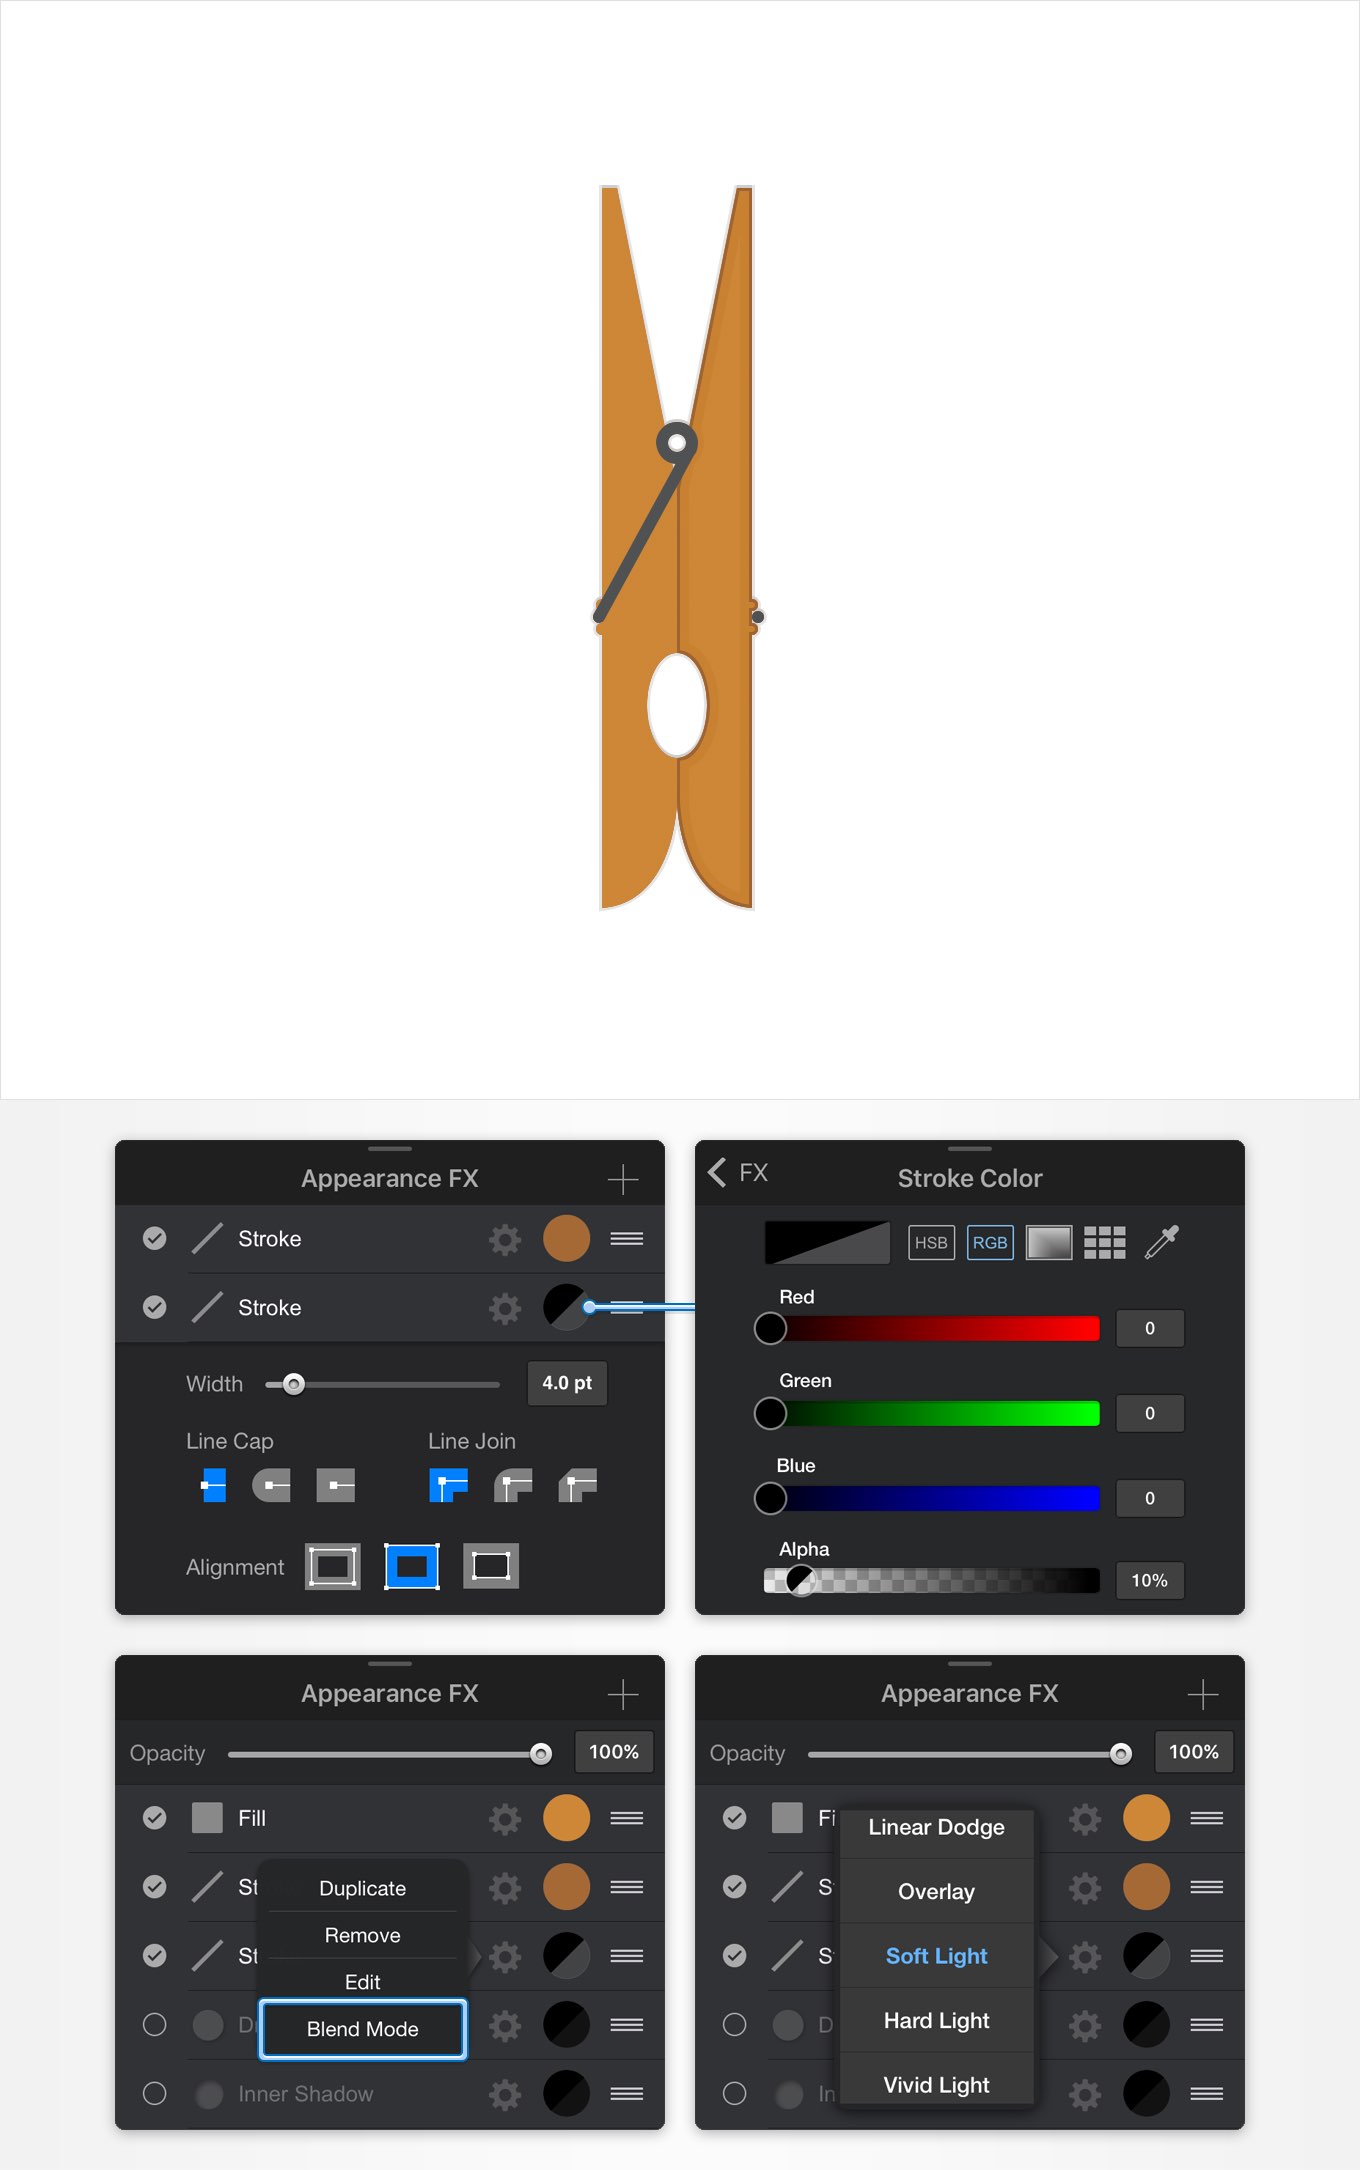 Appearance FX
Stroke
Stroke
Width 4.0 pt
Line Cap Line Join
Alignment
FX Stroke Color
HSB RGB
Red
0
Green
0
Blue
0
Alpha
10%
Appearance FX
Opacity 100%
Fill
St
Duplicate
Remove
St
Edit
D
Blend Mode
Inner Shadow
Appearance FX
Opacity 100%
Fi
Linear Dodge
S
Overlay
S
Soft Light
D
Hard Light
In
Vivid Light